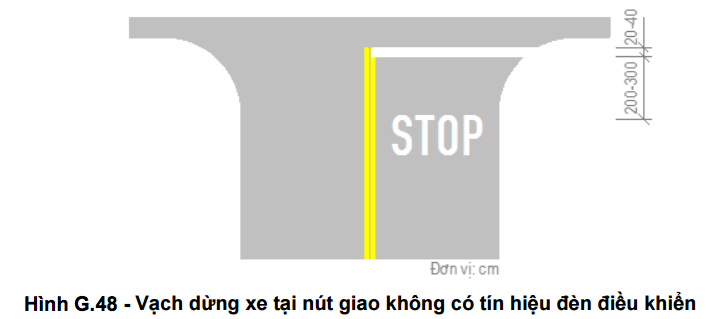 20-40
200-300
STOP
Đơn vị: cm
Hình G.48 - Vạch dừng xe tại nút giao không có tín hiệu đèn điều khiển